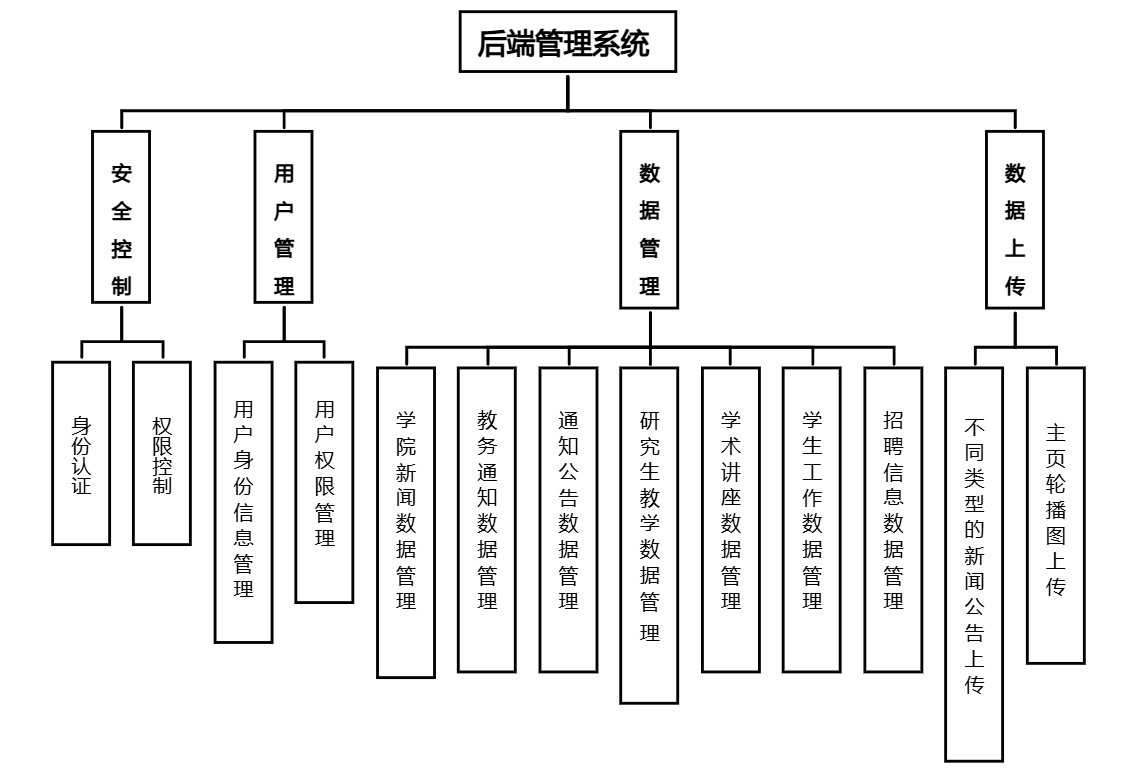 后端管理系统
安全控制
用户管理
数据管理
数据上传
身份认证
权限控制
用户身份信息管理
用户权限管理
学院新闻数据管理
教务通知数据管理
通知公告数据管理
研究生教学数据管理
学术讲座数据管理
学生工作数据管理
招聘信息数据管理
不同类型的新闻公告上传
主页轮播图上传